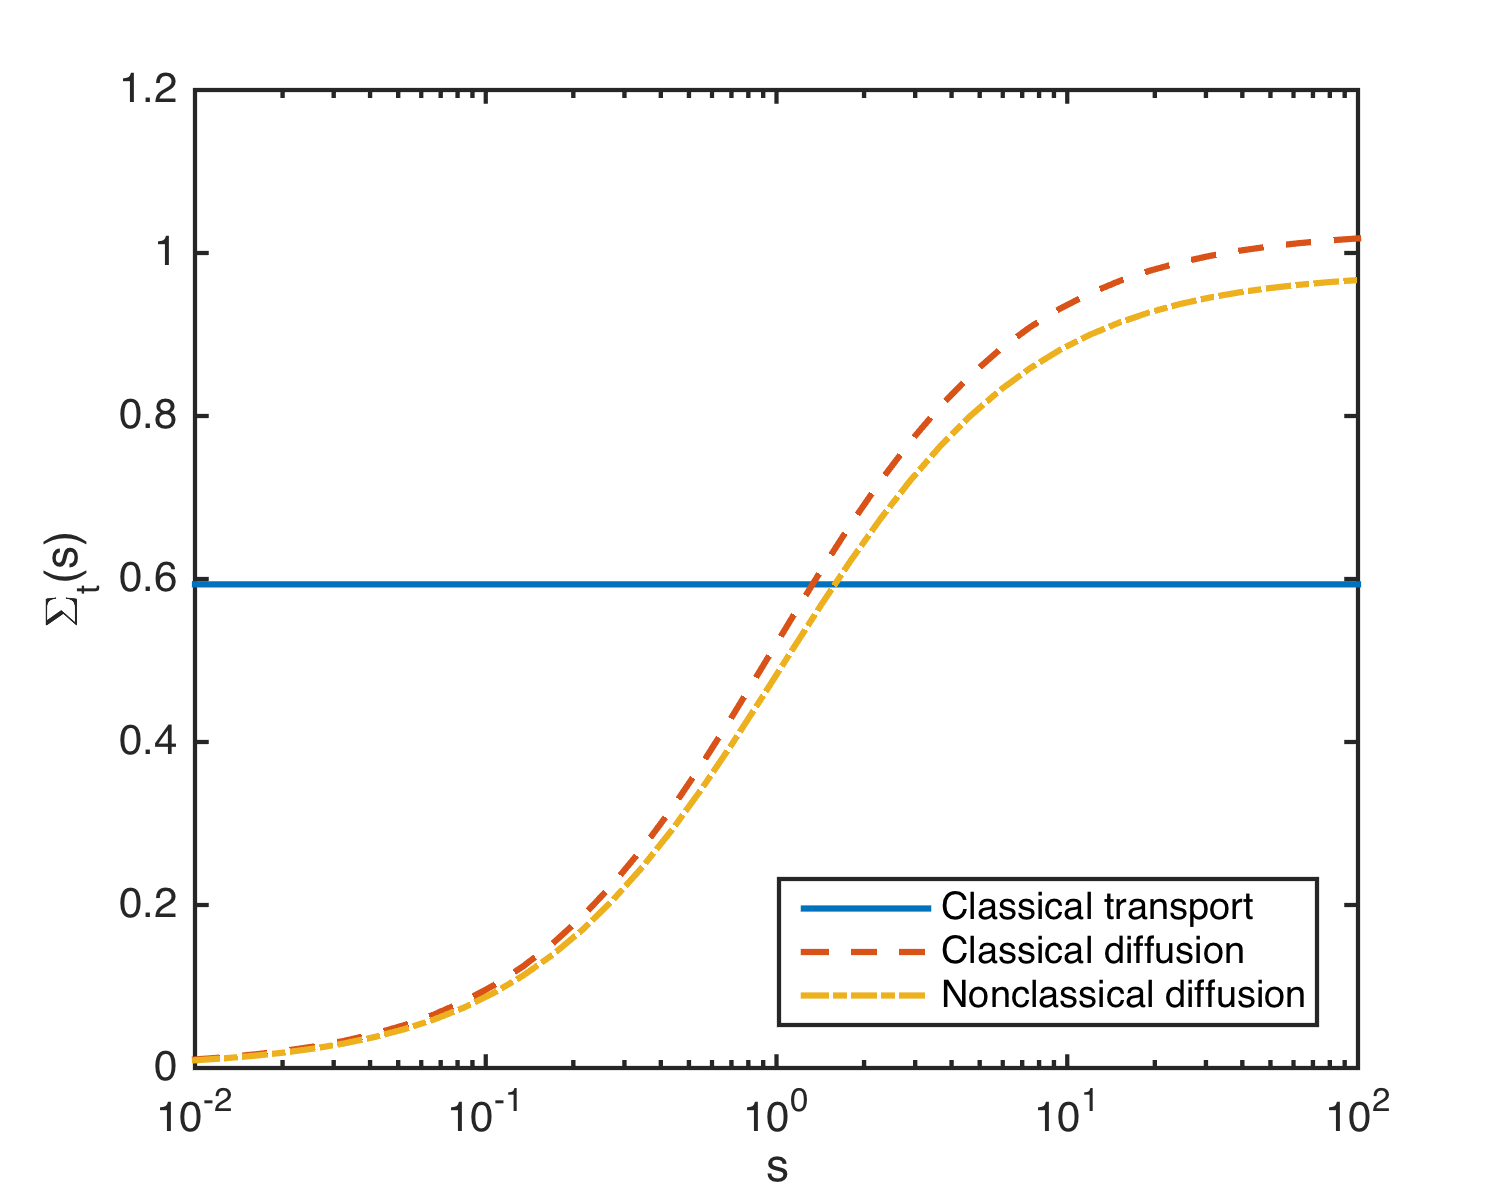 1.2
1
0.8
0.6
0.4
0.2
0
Σt(s)
10-2 10-1 100 101 102
s
Classical transport
Classical diffusion
Nonclassical diffusion